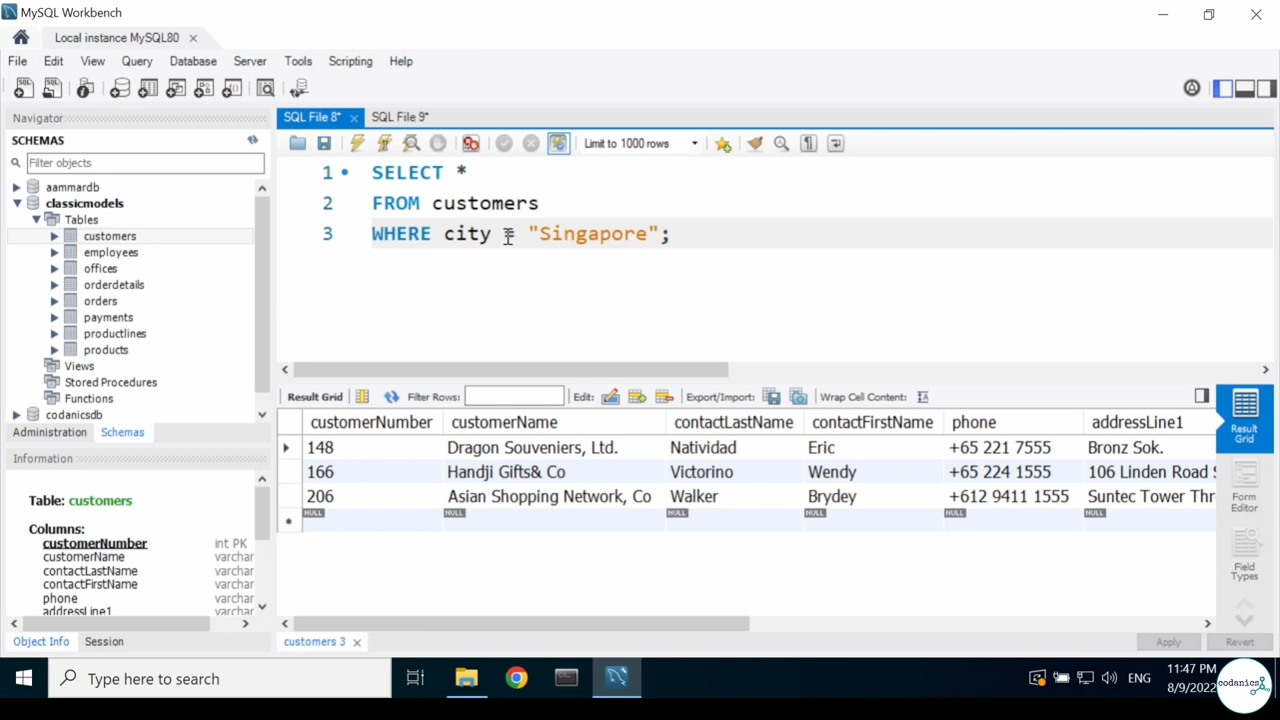 MySQL Workbench
Local instance MySQL80
File Edit View Query Database Server Tools Scripting Help
Navigator
SCHEMAS
Filter objects
aammardb
classicmodels
Tables
customers
employees
offices
orderdetails
orders
payments
productlines
products
Views
Stored Procedures
Functions
codanicsdb
Administration Schemas
Information
Table: customers
Columns:
customerNumber int PK
customerName varchar
contactLastName varchar
contactFirstName varchar
phone varchar
addressLine1 varchar
Object Info Session
SQL File 8* SQL File 9*
Limit to 1000 rows
1 SELECT *
2 FROM customers
3 WHERE city = "Singapore";
Result Grid Filter Rows: Edit: Export/Import: Wrap Cell Content:
customerNumber customerName contactLastName contactFirstName phone addressLine1
148 Dragon Souveniers, Ltd. Natividad Eric +65 221 7555 Bronz Sok.
166 Handji Gifts& Co Victorino Wendy +65 224 1555 106 Linden Road S
206 Asian Shopping Network, Co Walker Brydey +612 9411 1555 Suntec Tower Thr
NULL NULL NULL NULL NULL NULL
Result
Grid
Form
Editor
Field
Types
customers 3
Apply Revert
Type here to search
ENG
11:47 PM
8/9/2022
codanics